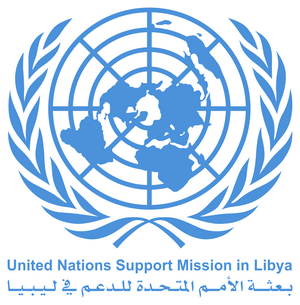 United Nations Support Mission in Libya
بعثة الأمم المتحدة للدعم في ليبيا